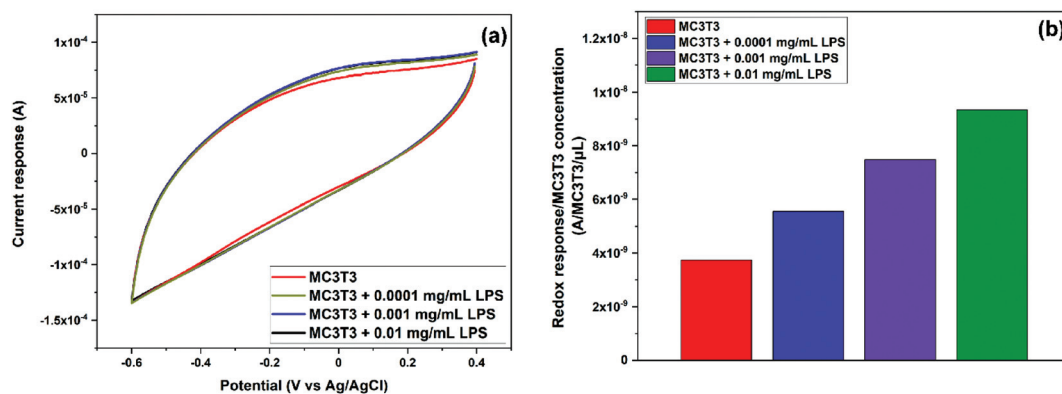 (a)
Current response (A)
1x10⁻⁴
5x10⁻⁵
0
-5x10⁻⁵
-1x10⁻⁴
-1.5x10⁻⁴
MC3T3
MC3T3 + 0.0001 mg/mL LPS
MC3T3 + 0.001 mg/mL LPS
MC3T3 + 0.01 mg/mL LPS
-0.6 -0.4 -0.2 0 0.2 0.4
Potential (V vs Ag/AgCl)
(b)
Redox response/MC3T3 concentration
(A/MC3T3/µL)
MC3T3
MC3T3 + 0.0001 mg/mL LPS
MC3T3 + 0.001 mg/mL LPS
MC3T3 + 0.01 mg/mL LPS
1.2x10⁻⁸
1x10⁻⁸
8x10⁻⁹
6x10⁻⁹
4x10⁻⁹
2x10⁻⁹
0